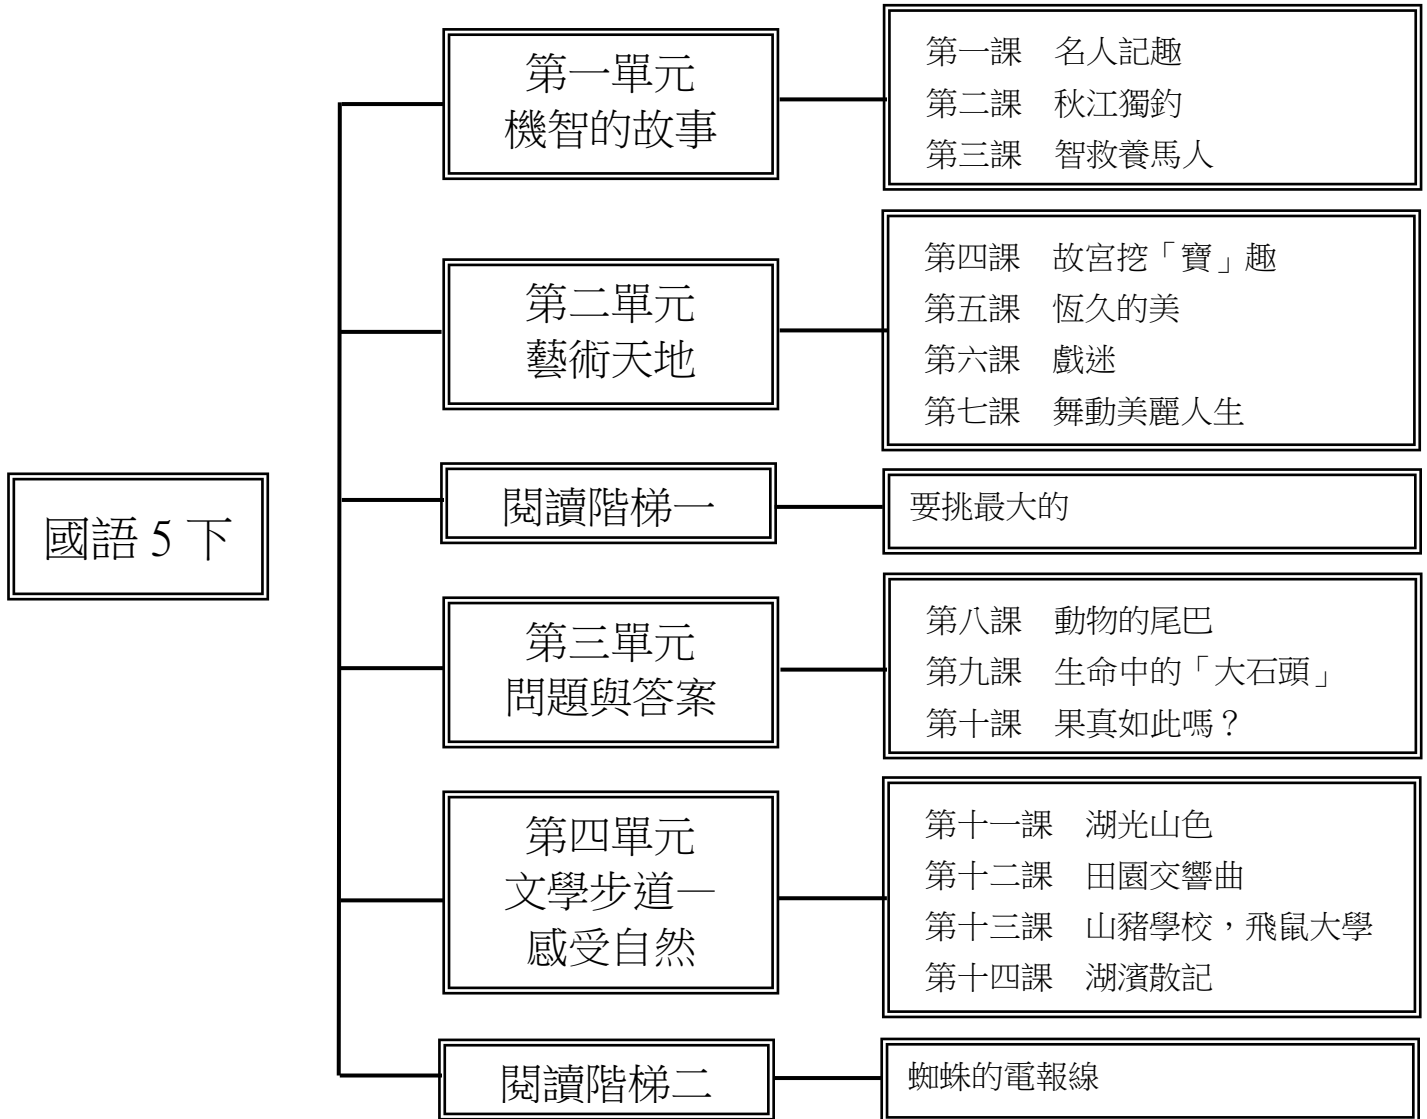 國語 5 下
第一單元
機智的故事
第一課　名人記趣
第二課　秋江獨釣
第三課　智救養馬人
第二單元
藝術天地
第四課　故宮挖「寶」趣
第五課　恆久的美
第六課　戲迷
第七課　舞動美麗人生
閱讀階梯一
要挑最大的
第三單元
問題與答案
第八課　動物的尾巴
第九課　生命中的「大石頭」
第十課　果真如此嗎？
第四單元
文學步道—
感受自然
第十一課　湖光山色
第十二課　田園交響曲
第十三課　山豬學校，飛鼠大學
第十四課　湖濱散記
閱讀階梯二
蜘蛛的電報線